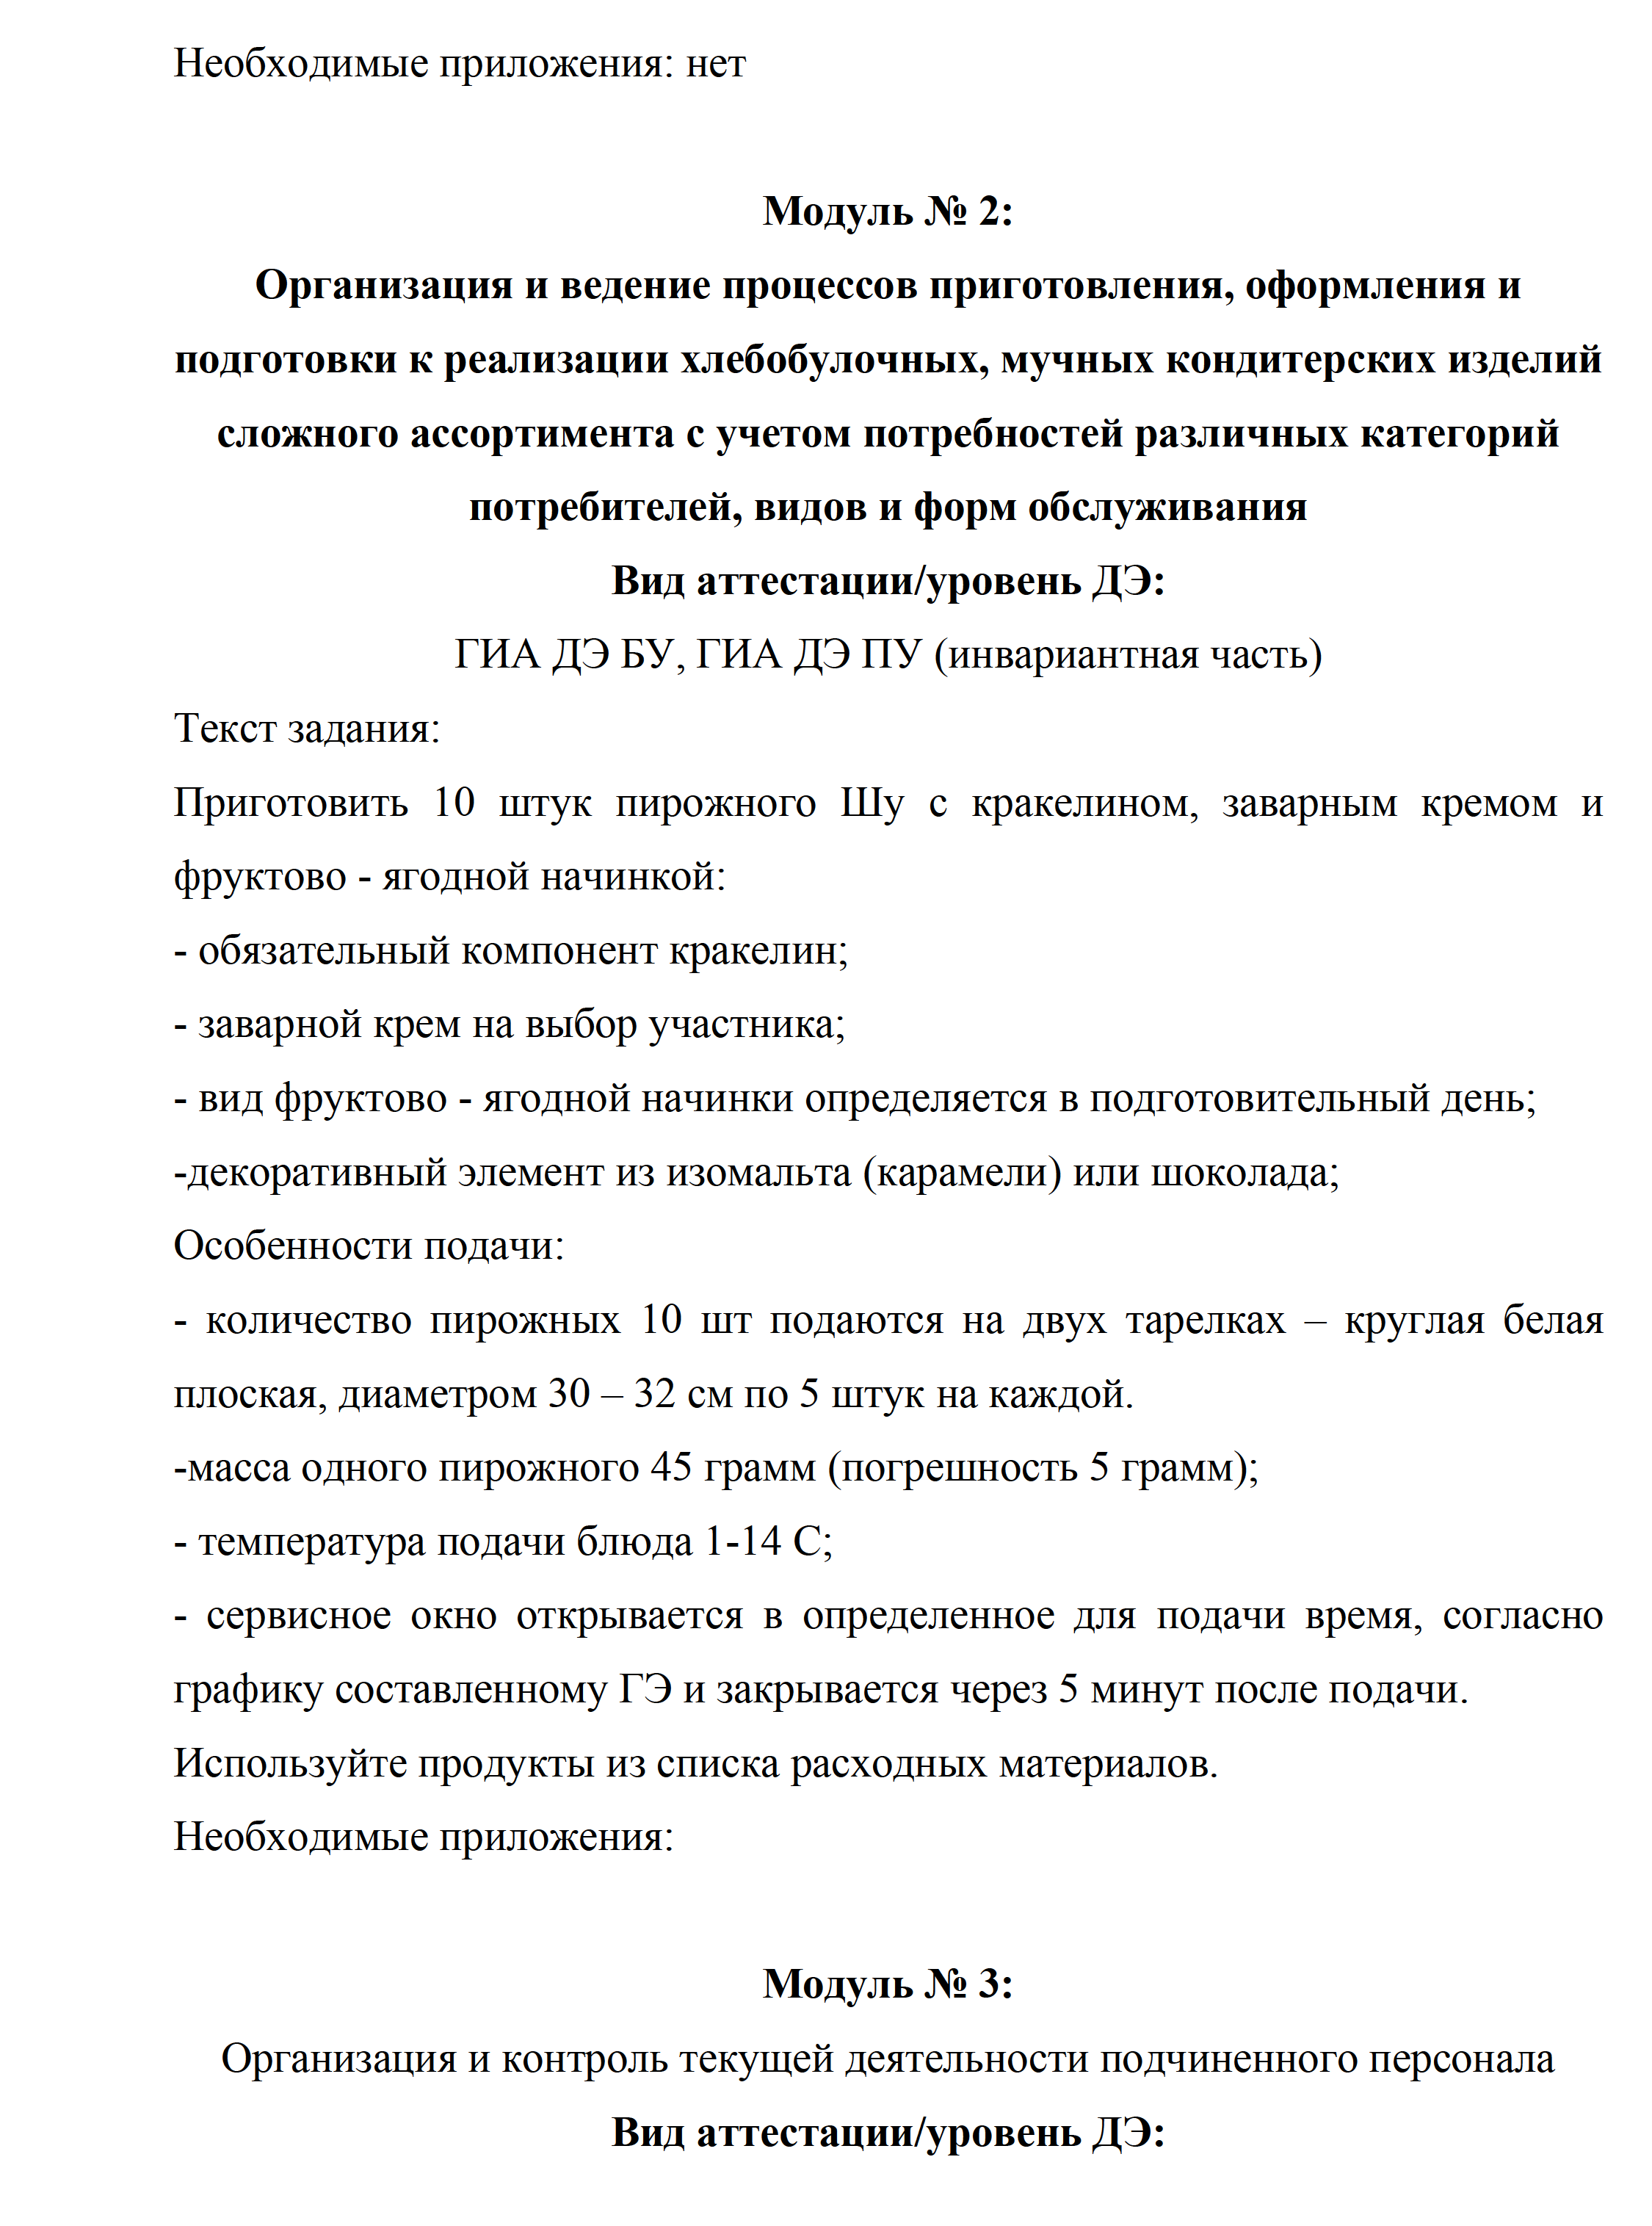 Необходимые приложения: нет
Модуль № 2:
Организация и ведение процессов приготовления, оформления и
подготовки к реализации хлебобулочных, мучных кондитерских изделий
сложного ассортимента с учетом потребностей различных категорий
потребителей, видов и форм обслуживания
Вид аттестации/уровень ДЭ:
ГИА ДЭ БУ, ГИА ДЭ ПУ (инвариантная часть)
Текст задания:
Приготовить 10 штук пирожного Шу с кракелином, заварным кремом и
фруктово - ягодной начинкой:
- обязательный компонент кракелин;
- заварной крем на выбор участника;
- вид фруктово - ягодной начинки определяется в подготовительный день;
-декоративный элемент из изомальта (карамели) или шоколада;
Особенности подачи:
- количество пирожных 10 шт подаются на двух тарелках – круглая белая
плоская, диаметром 30 – 32 см по 5 штук на каждой.
-масса одного пирожного 45 грамм (погрешность 5 грамм);
- температура подачи блюда 1-14 С;
- сервисное окно открывается в определенное для подачи время, согласно
графику составленному ГЭ и закрывается через 5 минут после подачи.
Используйте продукты из списка расходных материалов.
Необходимые приложения:
Модуль № 3:
Организация и контроль текущей деятельности подчиненного персонала
Вид аттестации/уровень ДЭ: